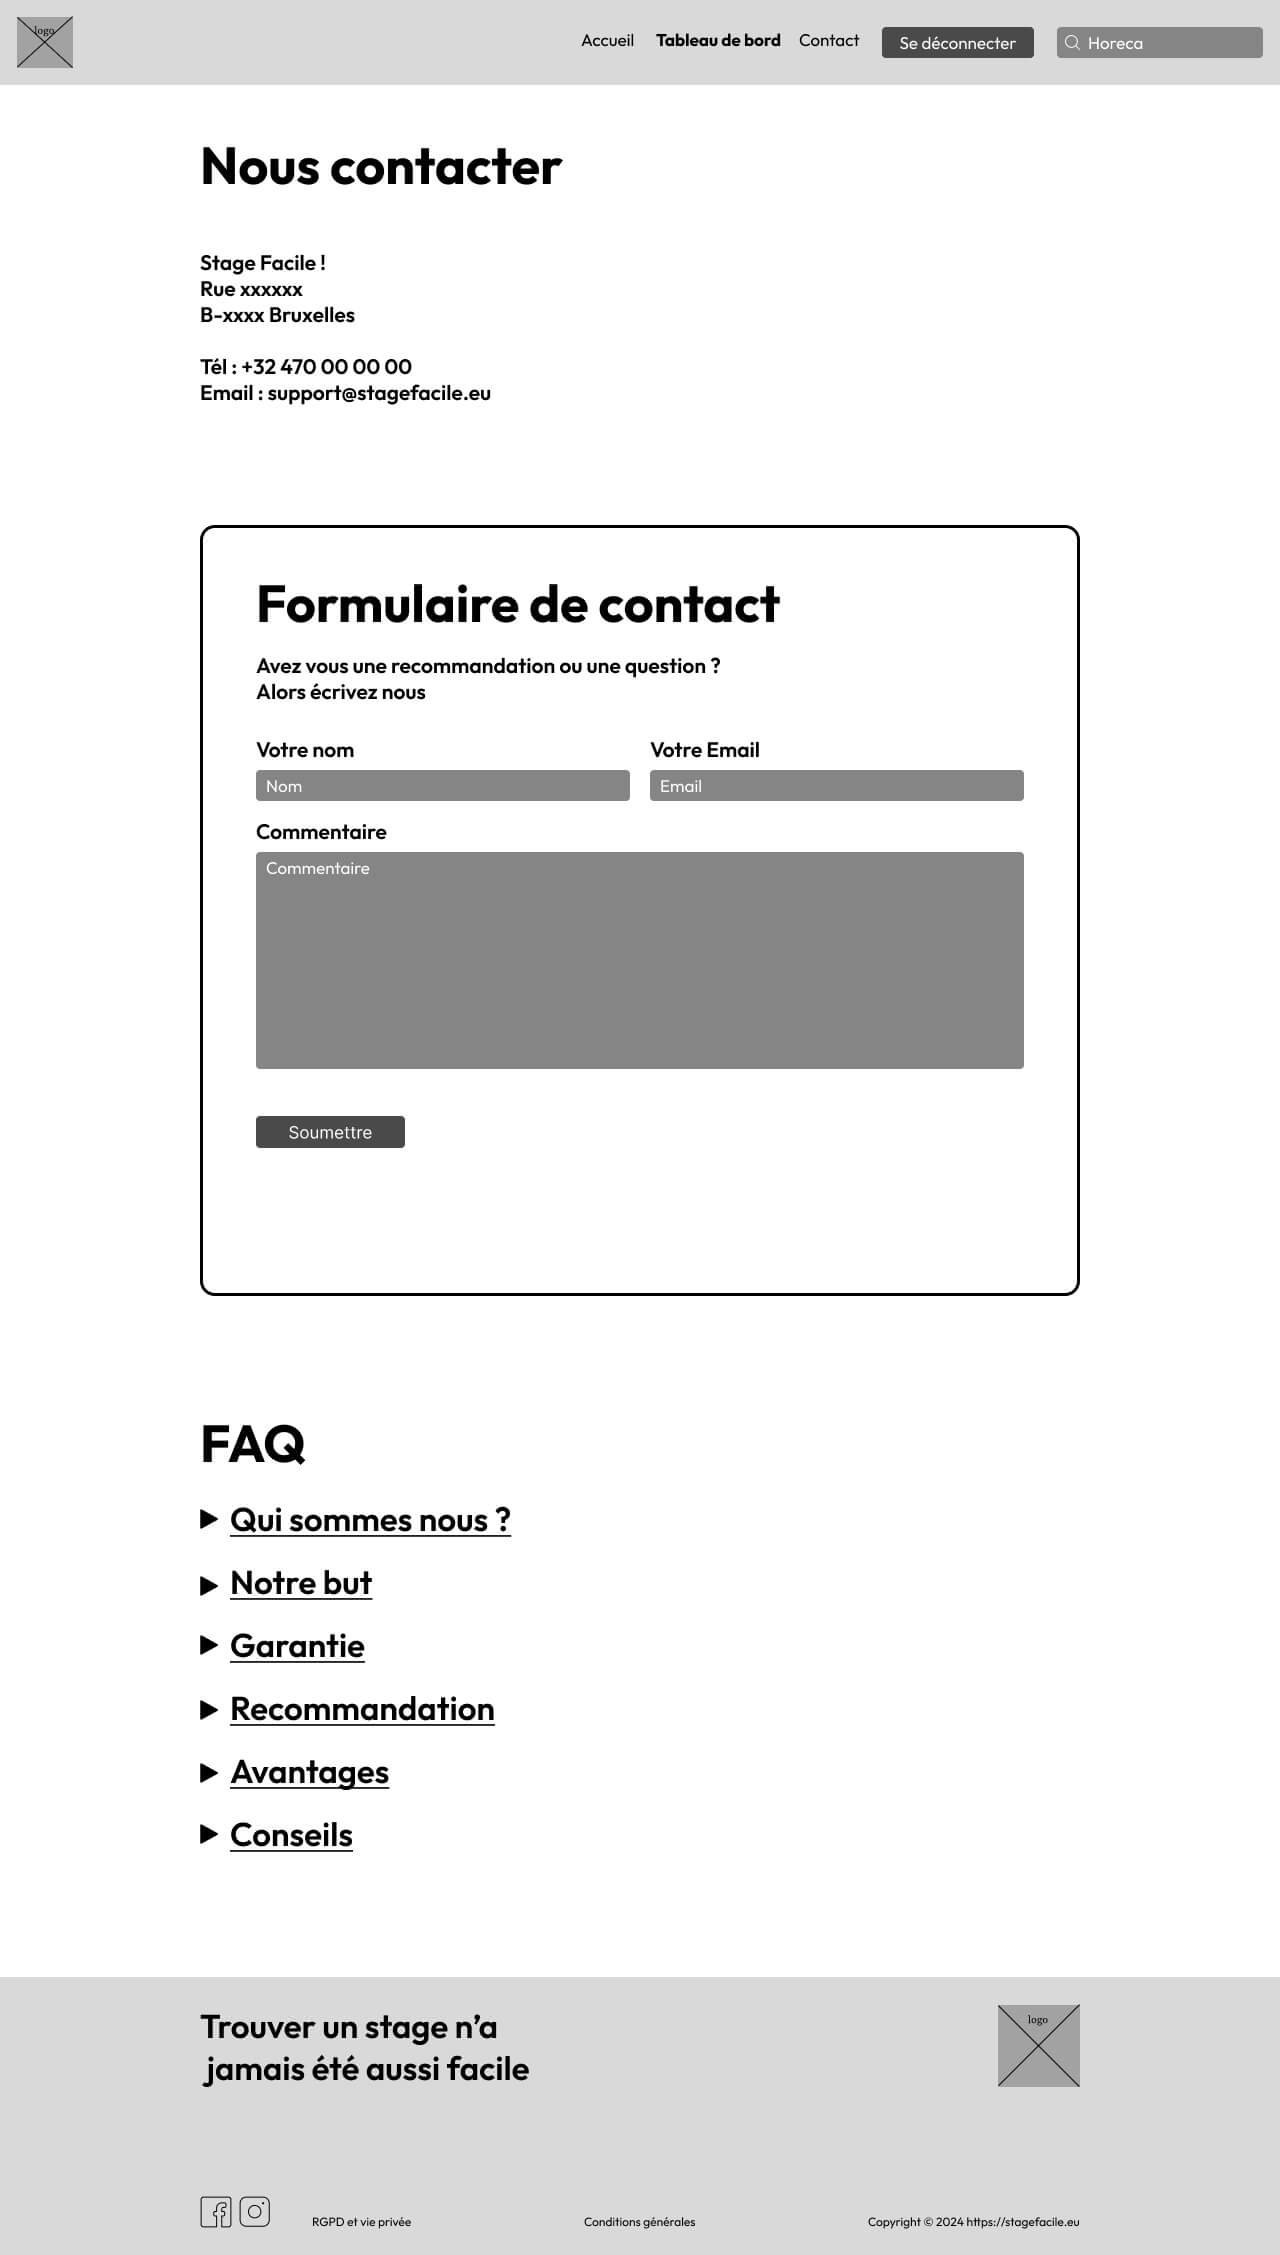 logo
Accueil
Tableau de bord
Contact
Se déconnecter
Horeca
Nous contacter
Stage Facile !
Rue xxxxxx
B-xxxx Bruxelles
Tél : +32 470 00 00 00
Email : support@stagefacile.eu
Formulaire de contact
Avez vous une recommandation ou une question ?
Alors écrivez nous
Votre nom
Votre Email
Nom
Email
Commentaire
Commentaire
Soumettre
FAQ
Qui sommes nous ?
Notre but
Garantie
Recommandation
Avantages
Conseils
Trouver un stage n’a
jamais été aussi facile
logo
RGPD et vie privée
Conditions générales
Copyright © 2024 https://stagefacile.eu